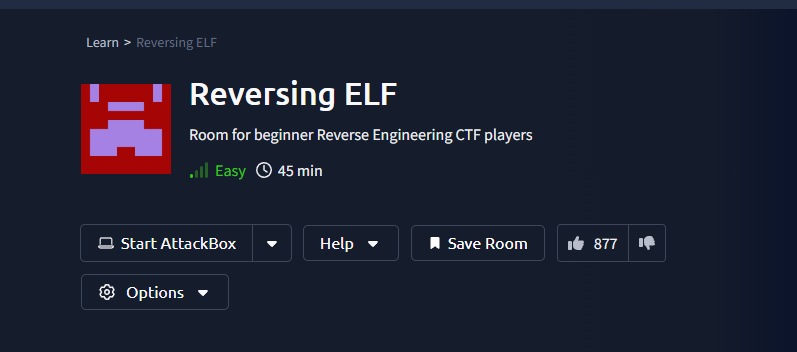 Learn > Reversing ELF
Reversing ELF
Room for beginner Reverse Engineering CTF players
Easy 45 min
Start AttackBox Help Save Room 877
Options